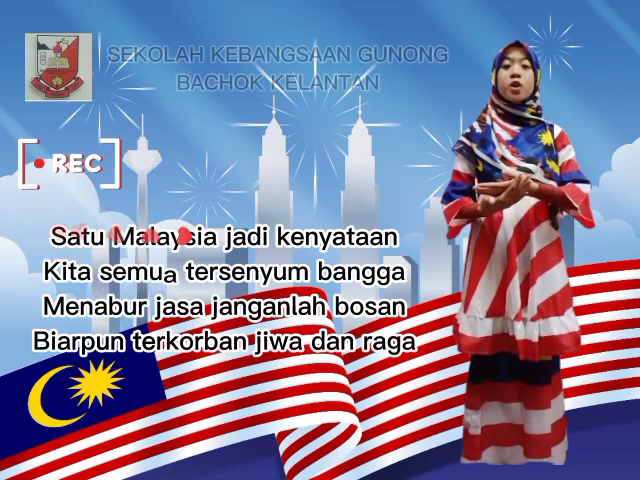 SEKOLAH KEBANGSAAN GUNONG
BACHOK KELANTAN
REC
Satu Malaysia jadi kenyataan
Kita semua tersenyum bangga
Menabur jasa janganlah bosan
Biarpun terkorban jiwa dan raga